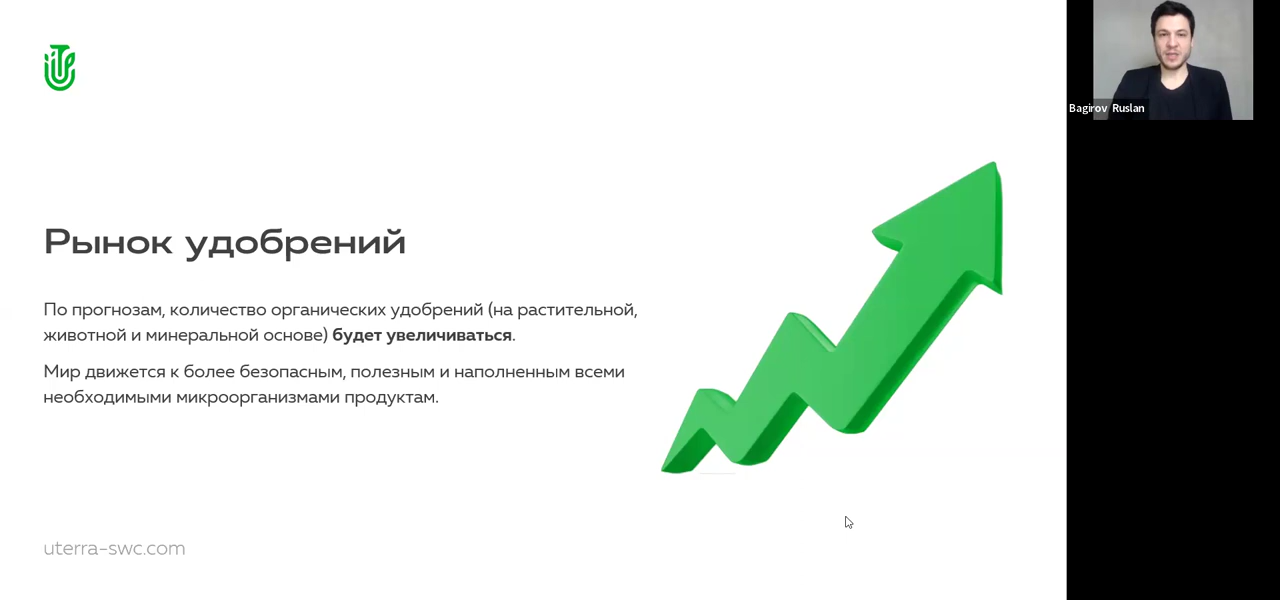 Рынок удобрений
По прогнозам, количество органических удобрений (на растительной,
животной и минеральной основе) будет увеличиваться.
Мир движется к более безопасным, полезным и наполненным всеми
необходимыми микроорганизмами продуктам.
uterra-swc.com
Bagirov Ruslan